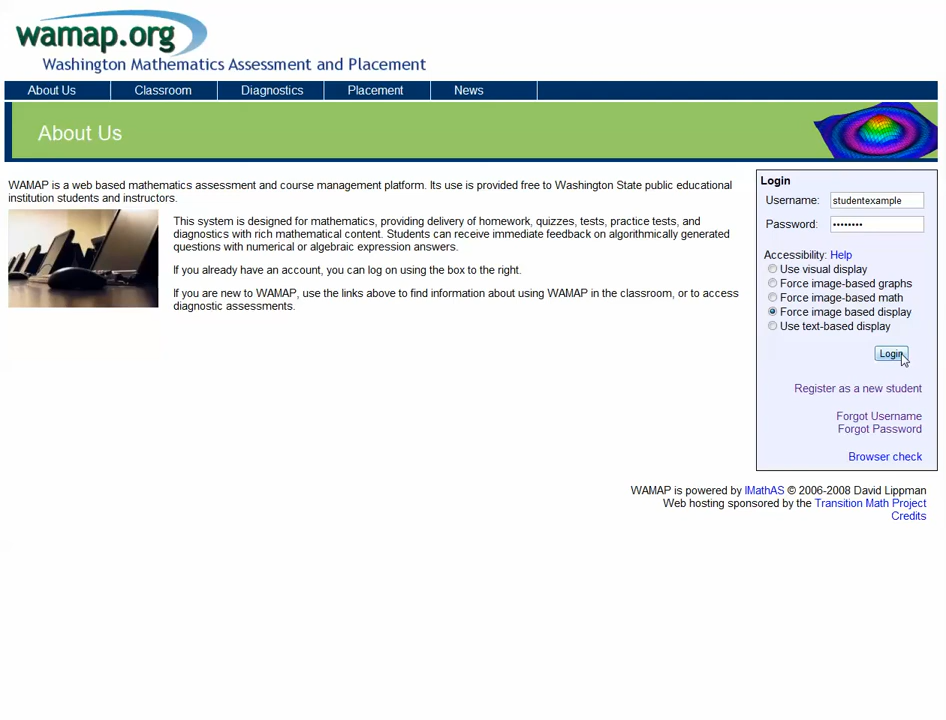 wamap.org
Washington Mathematics Assessment and Placement
About Us
Classroom
Diagnostics
Placement
News
About Us
WAMAP is a web based mathematics assessment and course management platform. Its use is provided free to Washington State public educational
institution students and instructors.
This system is designed for mathematics, providing delivery of homework, quizzes, tests, practice tests, and
diagnostics with rich mathematical content. Students can receive immediate feedback on algorithmically generated
questions with numerical or algebraic expression answers.
If you already have an account, you can log on using the box to the right.
If you are new to WAMAP, use the links above to find information about using WAMAP in the classroom, or to access
diagnostic assessments.
Login
Username: studentexample
Password: ••••••••
Accessibility: Help
Use visual display
Force image-based graphs
Force image-based math
Force image based display
Use text-based display
Login
Register as a new student
Forgot Username
Forgot Password
Browser check
WAMAP is powered by IMathAS © 2006-2008 David Lippman
Web hosting sponsored by the Transition Math Project
Credits